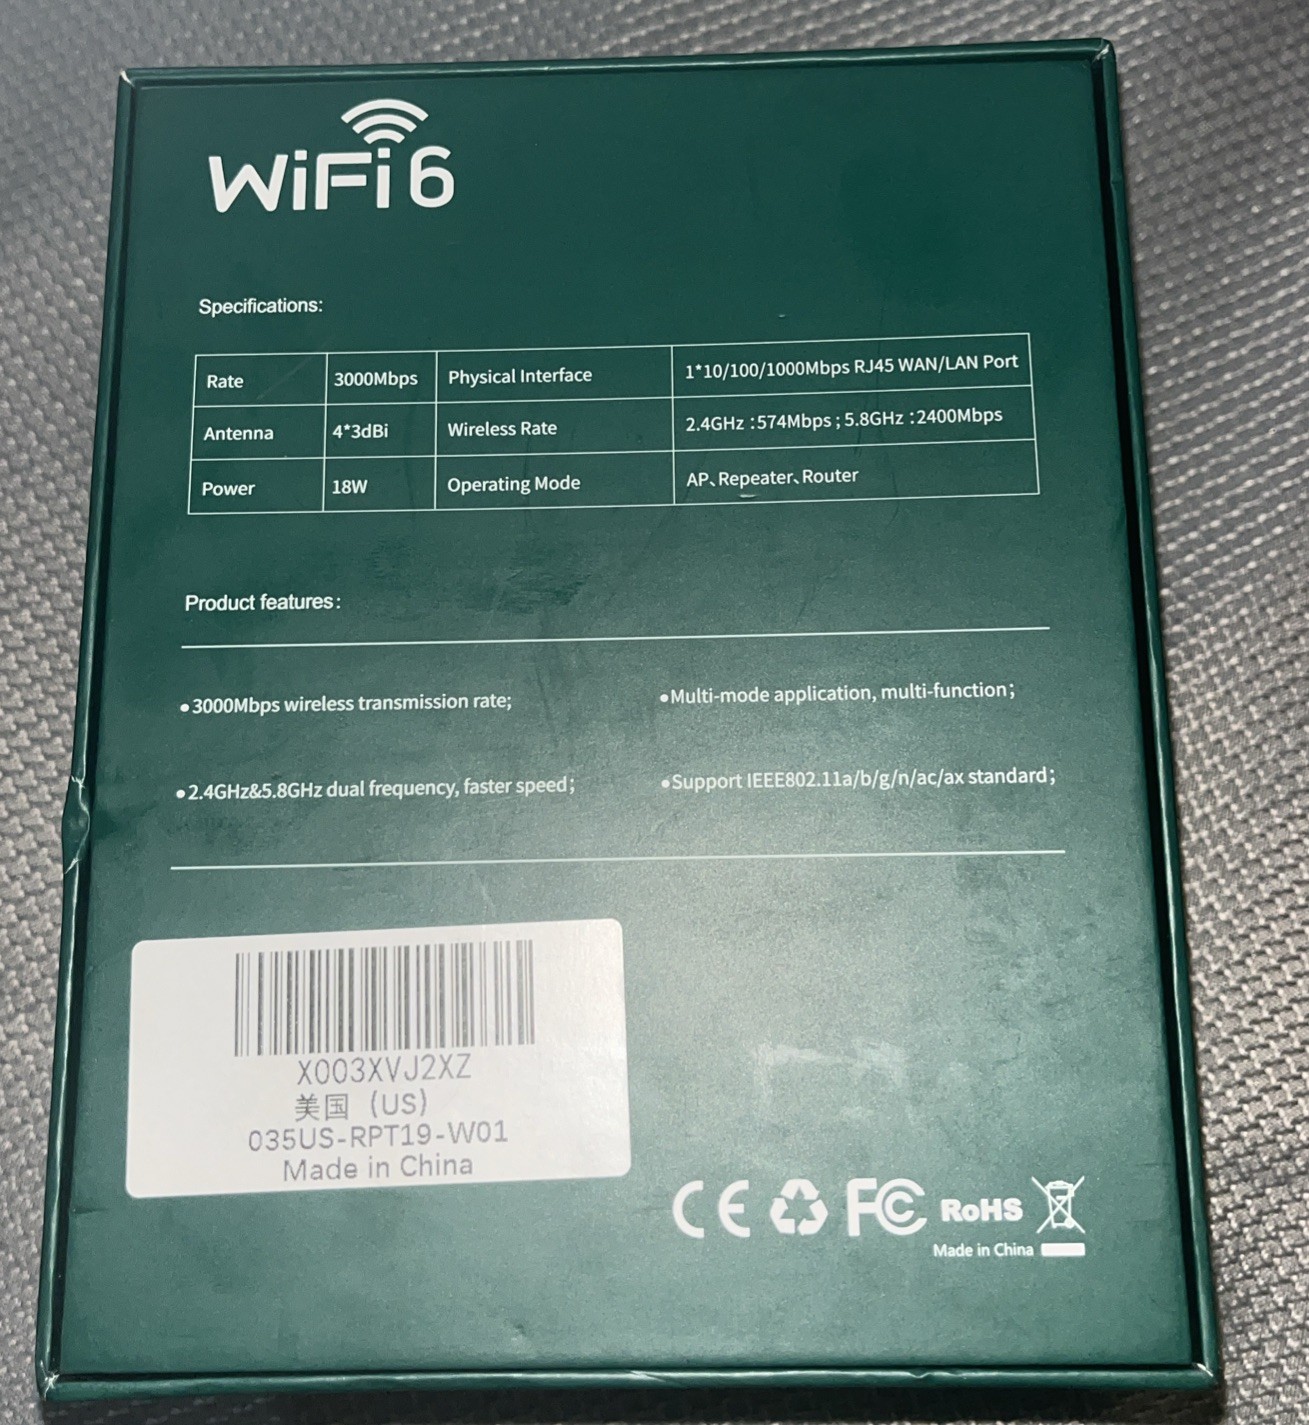 WiFi 6
Specifications:
Rate 3000Mbps Physical Interface 1*10/100/1000Mbps RJ45 WAN/LAN Port
Antenna 4*3dBi Wireless Rate 2.4GHz :574Mbps ; 5.8GHz :2400Mbps
Power 18W Operating Mode AP、Repeater、Router
Product features:
•3000Mbps wireless transmission rate; •Multi-mode application, multi-function;
•2.4GHz&5.8GHz dual frequency, faster speed; •Support IEEE802.11a/b/g/n/ac/ax standard;
X003XVJ2XZ
美国 (US)
035US-RPT19-W01
Made in China
CE FC RoHS
Made in China